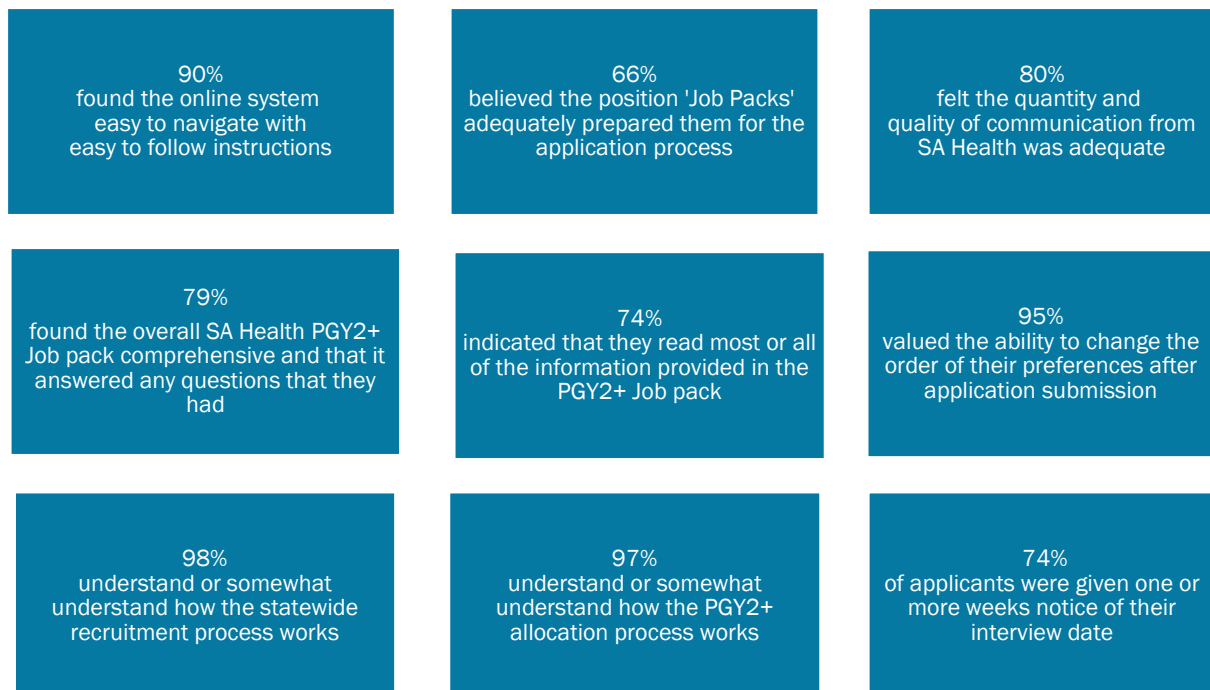 90%
found the online system
easy to navigate with
easy to follow instructions
66%
believed the position 'Job Packs'
adequately prepared them for the
application process
80%
felt the quantity and
quality of communication from
SA Health was adequate
79%
found the overall SA Health PGY2+
Job pack comprehensive and that it
answered any questions that they
had
74%
indicated that they read most or all
of the information provided in the
PGY2+ Job pack
95%
valued the ability to change the
order of their preferences after
application submission
98%
understand or somewhat
understand how the statewide
recruitment process works
97%
understand or somewhat
understand how the PGY2+
allocation process works
74%
of applicants were given one or
more weeks notice of their
interview date